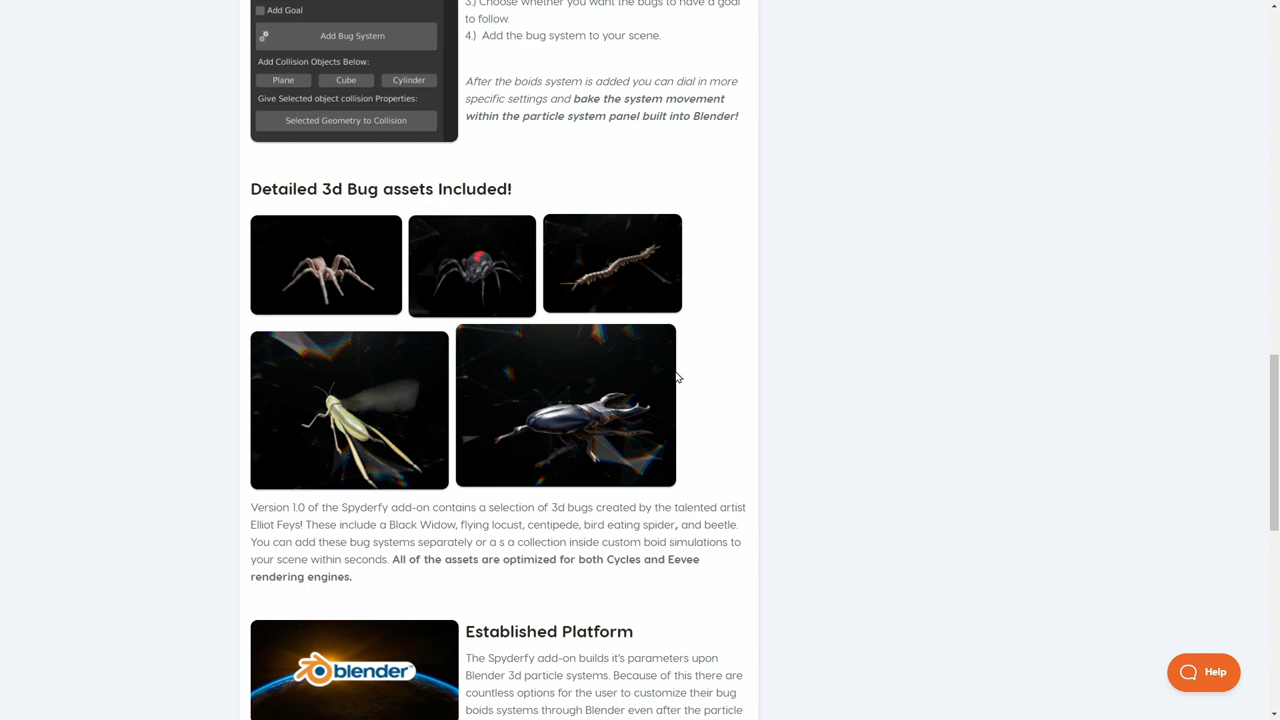 Add Goal
Add Bug System
Add Collision Objects Below:
Plane Cube Cylinder
Give Selected object collision Properties:
Selected Geometry to Collision
3.) Choose whether you want the bugs to have a goal
to follow.
4.)  Add the bug system to your scene.
After the boids system is added you can dial in more
specific settings and bake the system movement
within the particle system panel built into Blender!
Detailed 3d Bug assets Included!
Version 1.0 of the Spyderfy add-on contains a selection of 3d bugs created by the talented artist
Elliot Feys! These include a Black Widow, flying locust, centipede, bird eating spider, and beetle.
You can add these bug systems separately or a s a collection inside custom boid simulations to
your scene within seconds. All of the assets are optimized for both Cycles and Eevee
rendering engines.
blender
Established Platform
The Spyderfy add-on builds it's parameters upon
Blender 3d particle systems. Because of this there are
countless options for the user to customize their bug
boids systems through Blender even after the particle
Help